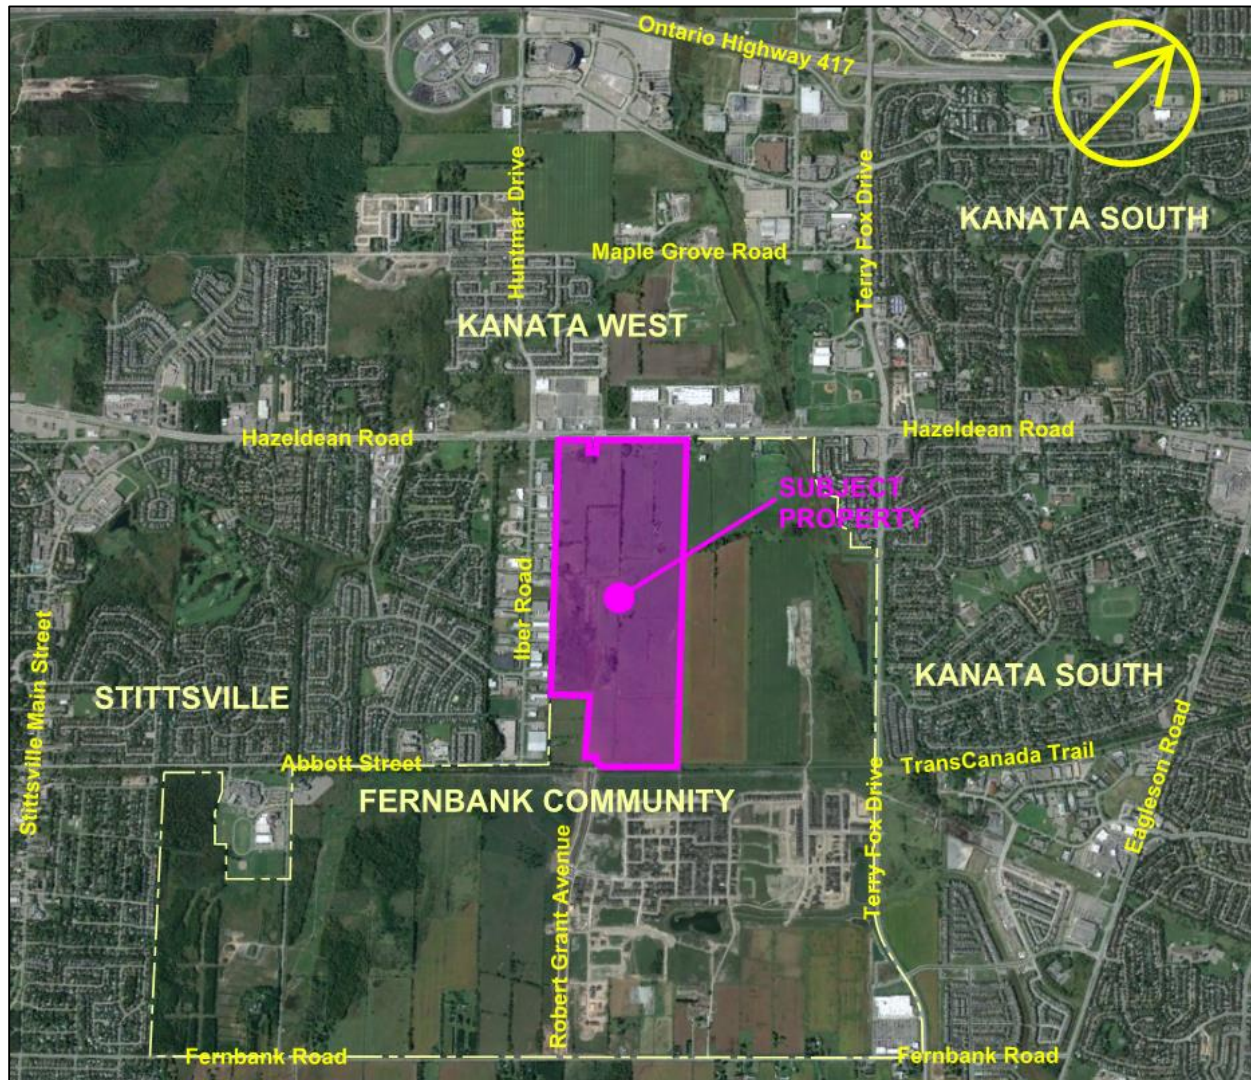 Ontario Highway 417
Huntmar Drive
Terry Fox Drive
KANATA SOUTH
Maple Grove Road
KANATA WEST
Hazeldean Road
Hazeldean Road
SUBJECT
PROPERTY
Iber Road
Stittsville Main Street
STITTSVILLE
KANATA SOUTH
Eagleson Road
Abbott Street
TransCanada Trail
FERNBANK COMMUNITY
Robert Grant Avenue
Terry Fox Drive
Fernbank Road
Fernbank Road